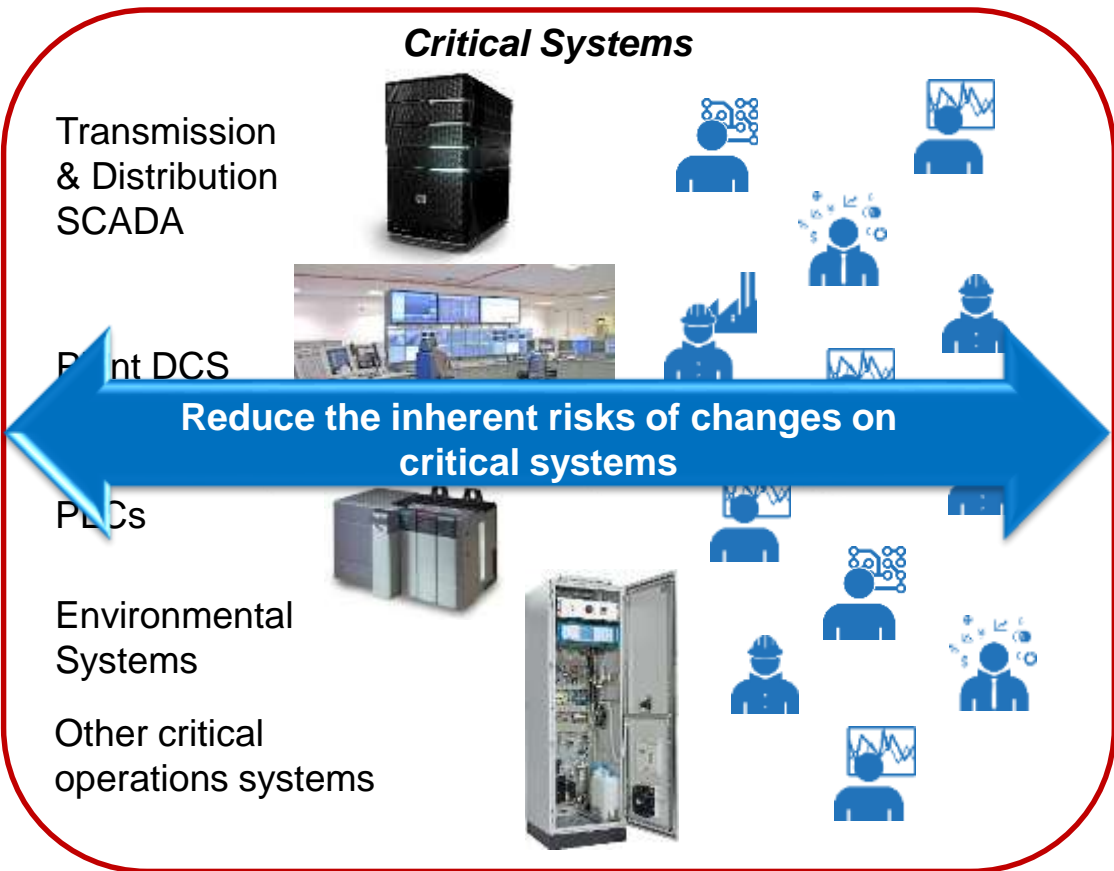 Critical Systems
Transmission
& Distribution
SCADA
Plant DCS
Reduce the inherent risks of changes on
critical systems
PLCs
Environmental
Systems
Other critical
operations systems